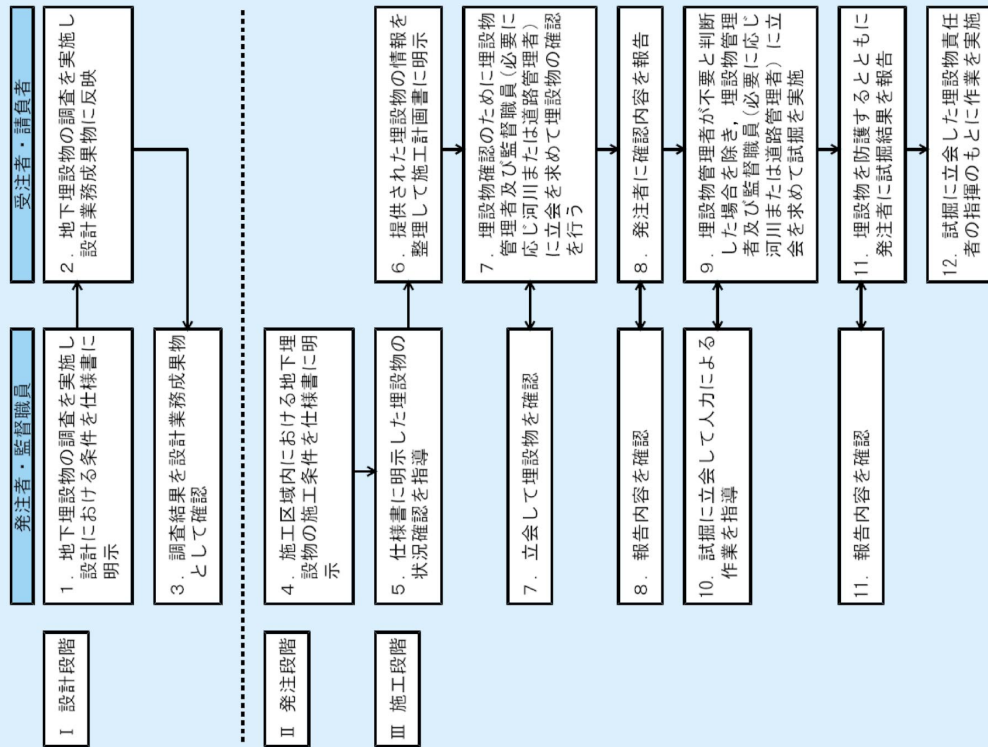 発注者・監督職員
受注者・請負者
Ⅰ 設計段階
1．地下埋設物の調査を実施し
設計における条件を仕様書に
明示
2．地下埋設物の調査を実施し
設計業務成果物に反映
3．調査結果を設計業務成果物
として確認
Ⅱ 発注段階
4．施工区域内における地下埋
設物の施工条件を仕様書に明
示
Ⅲ 施工段階
5．仕様書に明示した埋設物の
状況確認を指導
6．提供された埋設物の情報を
整理して施工計画書に明示
7．埋設物確認のために埋設物
管理者及び監督職員（必要に
応じ河川または道路管理者）
に立会を求めて埋設物の確認
を行う
7．立会して埋設物を確認
8．発注者に確認内容を報告
8．報告内容を確認
9．埋設物管理者が不要と判断
した場合を除き，埋設物管理
者及び監督職員（必要に応じ
河川または道路管理者）に立
会を求めて試掘を実施
10．試掘に立会して人力による
作業を指導
11．埋設物を防護するとともに
発注者に試掘結果を報告
11．報告内容を確認
12．試掘に立会した埋設物責任
者の指揮のもとに作業を実施